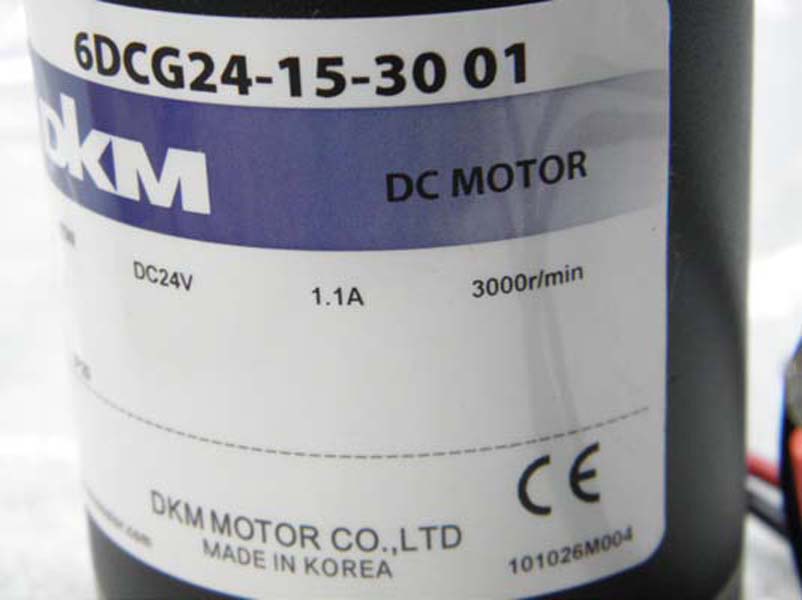 6DCG24-15-30 01
DKM
DC MOTOR
DC24V 1.1A 3000r/min
DKM MOTOR CO.,LTD
MADE IN KOREA
101026M004
CE